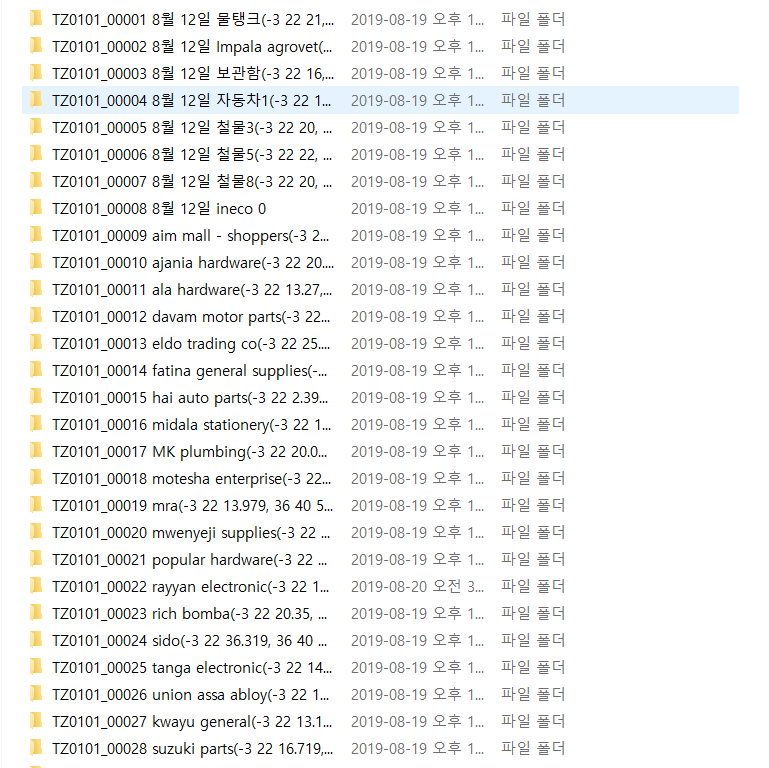 TZ0101_00001 8월 12일 물탱크(-3 22 21,... 2019-08-19 오후 1... 파일 폴더
TZ0101_00002 8월 12일 Impala agrovet(... 2019-08-19 오후 1... 파일 폴더
TZ0101_00003 8월 12일 보관함(-3 22 16,... 2019-08-19 오후 1... 파일 폴더
TZ0101_00004 8월 12일 자동차1(-3 22 1... 2019-08-19 오후 1... 파일 폴더
TZ0101_00005 8월 12일 철물3(-3 22 20, ... 2019-08-19 오후 1... 파일 폴더
TZ0101_00006 8월 12일 철물5(-3 22 22, ... 2019-08-19 오후 1... 파일 폴더
TZ0101_00007 8월 12일 철물8(-3 22 20, ... 2019-08-19 오후 1... 파일 폴더
TZ0101_00008 8월 12일 ineco 0 2019-08-19 오후 1... 파일 폴더
TZ0101_00009 aim mall - shoppers(-3 2... 2019-08-19 오후 1... 파일 폴더
TZ0101_00010 ajania hardware(-3 22 20.... 2019-08-19 오후 1... 파일 폴더
TZ0101_00011 ala hardware(-3 22 13.27,... 2019-08-19 오후 1... 파일 폴더
TZ0101_00012 davam motor parts(-3 22... 2019-08-19 오후 1... 파일 폴더
TZ0101_00013 eldo trading co(-3 22 25.... 2019-08-19 오후 1... 파일 폴더
TZ0101_00014 fatina general supplies(-... 2019-08-19 오후 1... 파일 폴더
TZ0101_00015 hai auto parts(-3 22 2.39... 2019-08-19 오후 1... 파일 폴더
TZ0101_00016 midala stationery(-3 22 1... 2019-08-19 오후 1... 파일 폴더
TZ0101_00017 MK plumbing(-3 22 20.0... 2019-08-19 오후 1... 파일 폴더
TZ0101_00018 motesha enterprise(-3 22... 2019-08-19 오후 1... 파일 폴더
TZ0101_00019 mra(-3 22 13.979, 36 40 5... 2019-08-19 오후 1... 파일 폴더
TZ0101_00020 mwenyeji supplies(-3 22 ... 2019-08-19 오후 1... 파일 폴더
TZ0101_00021 popular hardware(-3 22 ... 2019-08-19 오후 1... 파일 폴더
TZ0101_00022 rayyan electronic(-3 22 1... 2019-08-20 오전 3... 파일 폴더
TZ0101_00023 rich bomba(-3 22 20.35, ... 2019-08-19 오후 1... 파일 폴더
TZ0101_00024 sido(-3 22 36.319, 36 40 ... 2019-08-19 오후 1... 파일 폴더
TZ0101_00025 tanga electronic(-3 22 14... 2019-08-19 오후 1... 파일 폴더
TZ0101_00026 union assa abloy(-3 22 1... 2019-08-19 오후 1... 파일 폴더
TZ0101_00027 kwayu general(-3 22 13.1... 2019-08-19 오후 1... 파일 폴더
TZ0101_00028 suzuki parts(-3 22 16.719,... 2019-08-19 오후 1... 파일 폴더